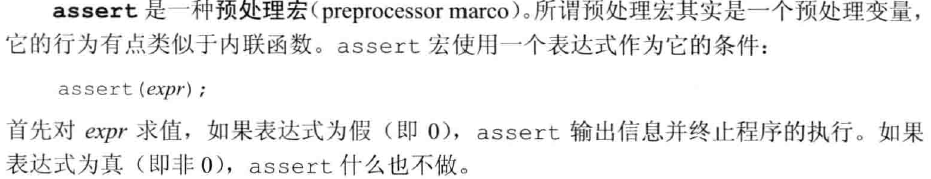 assert 是一种预处理宏(preprocessor marco)。所谓预处理宏其实是一个预处理变量，
它的行为有点类似于内联函数。assert 宏使用一个表达式作为它的条件：
assert(expr);
首先对 expr 求值，如果表达式为假（即 0），assert 输出信息并终止程序的执行。如果
表达式为真（即非 0），assert 什么也不做。